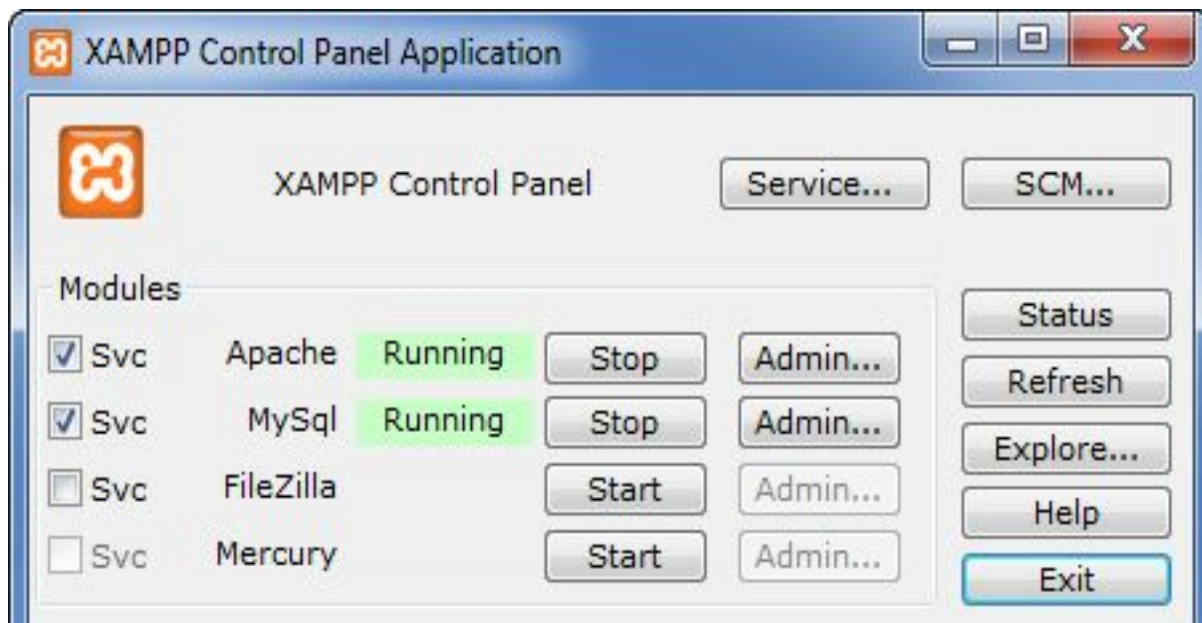 XAMPP Control Panel Application
XAMPP Control Panel Service... SCM...
Modules
Svc Apache Running Stop Admin...
Svc MySql Running Stop Admin...
Svc FileZilla Start Admin...
Svc Mercury Start Admin...
Status
Refresh
Explore...
Help
Exit